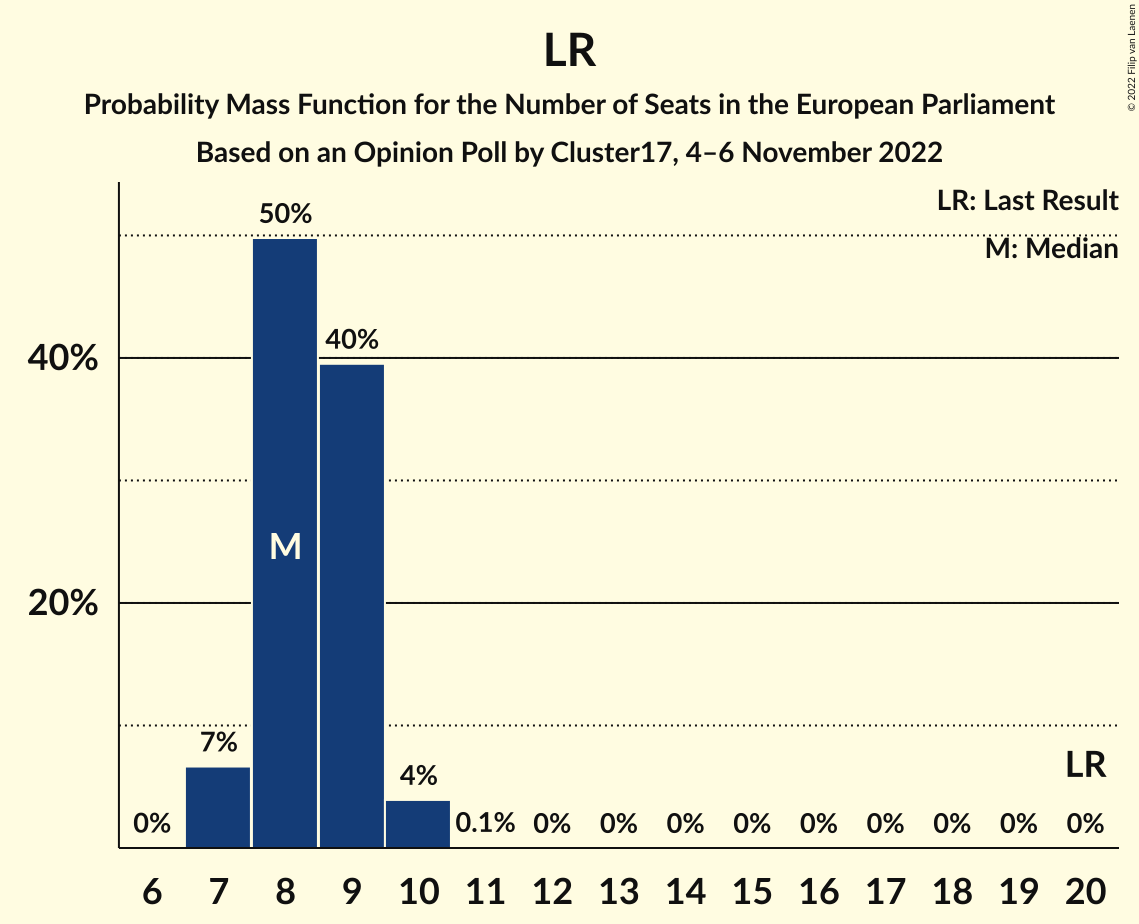 LR
Probability Mass Function for the Number of Seats in the European Parliament
Based on an Opinion Poll by Cluster17, 4–6 November 2022
© 2022 Filip van Laenen
LR: Last Result
M: Median
50%
40%
40%
M
20%
7%
4%
LR
0%
0.1% 0% 0% 0% 0% 0% 0% 0% 0% 0%
6 7 8 9 10 11 12 13 14 15 16 17 18 19 20